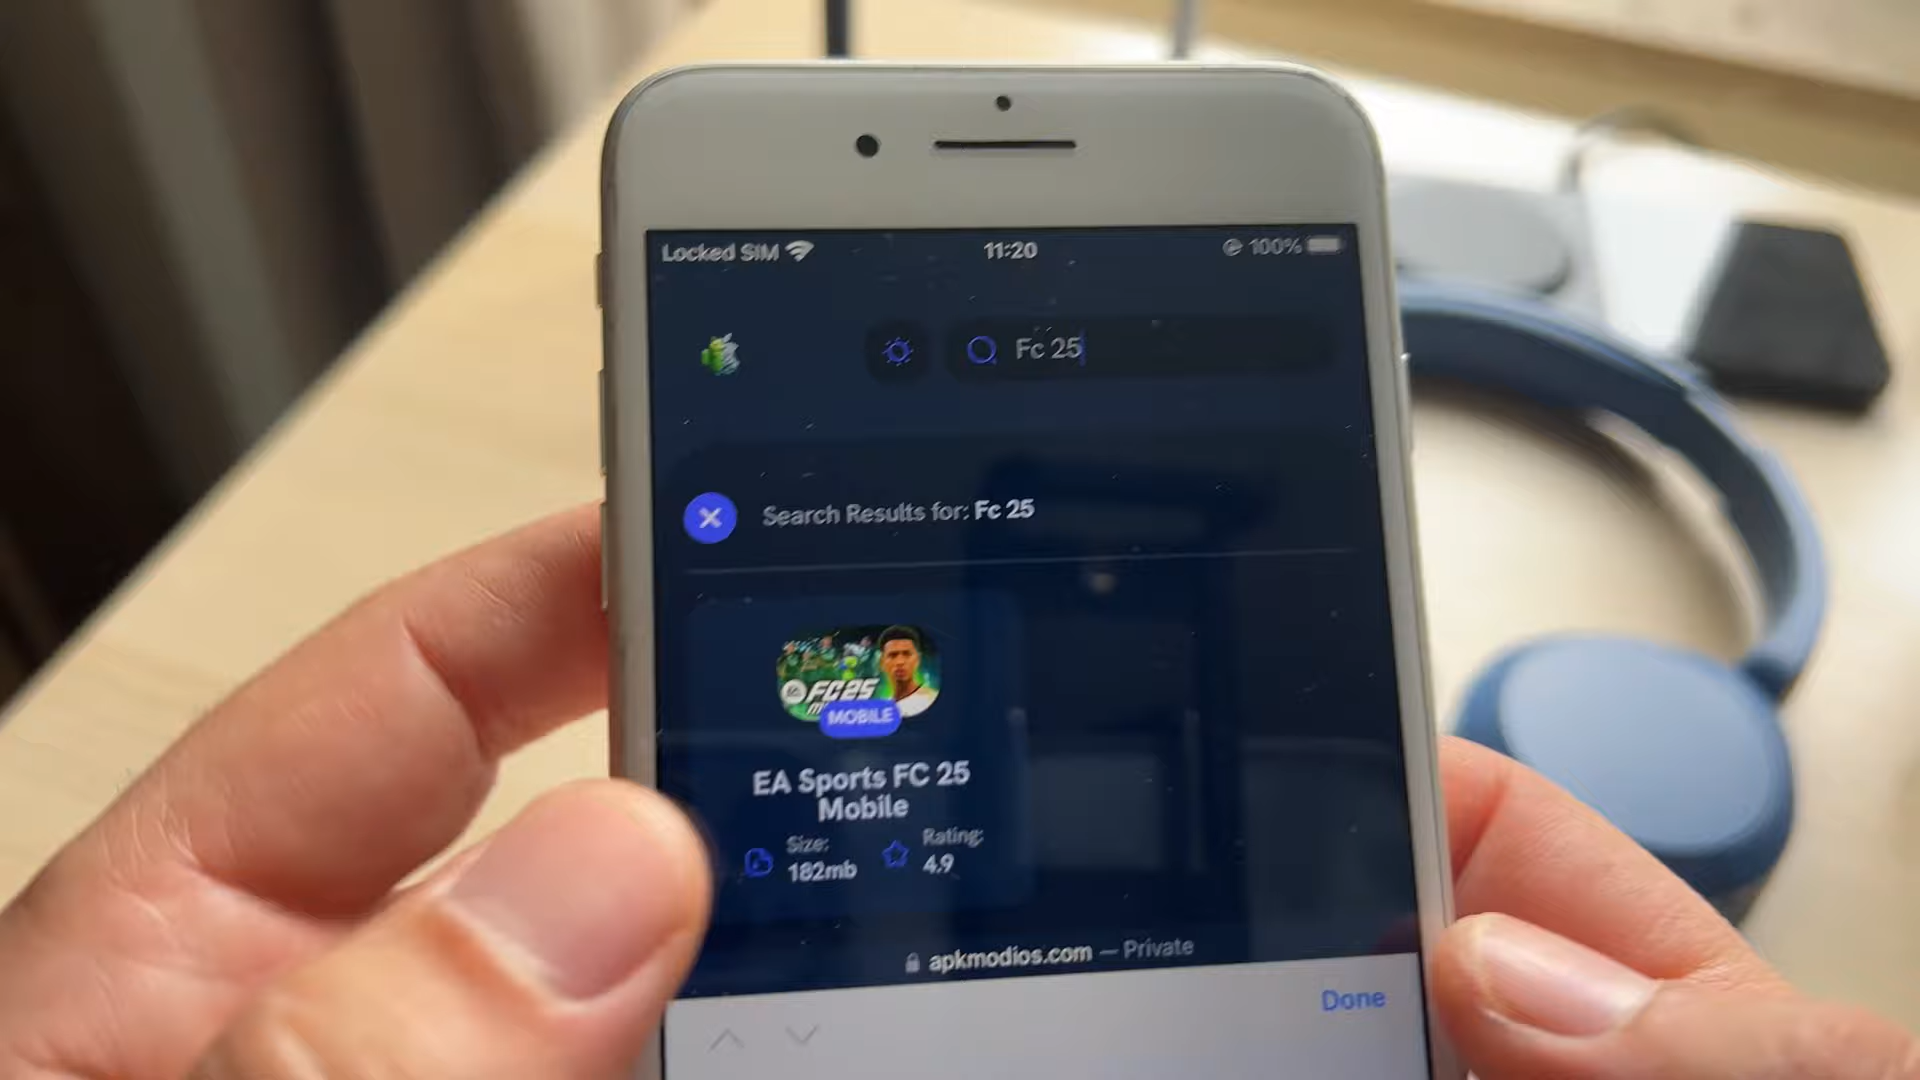 Locked SIM 11:20 100%
Fc 25
Search Results for: Fc 25
FC25
MOBILE
EA Sports FC 25
Mobile
Size: Rating:
182mb 4.9
apkmodios.com — Private
Done